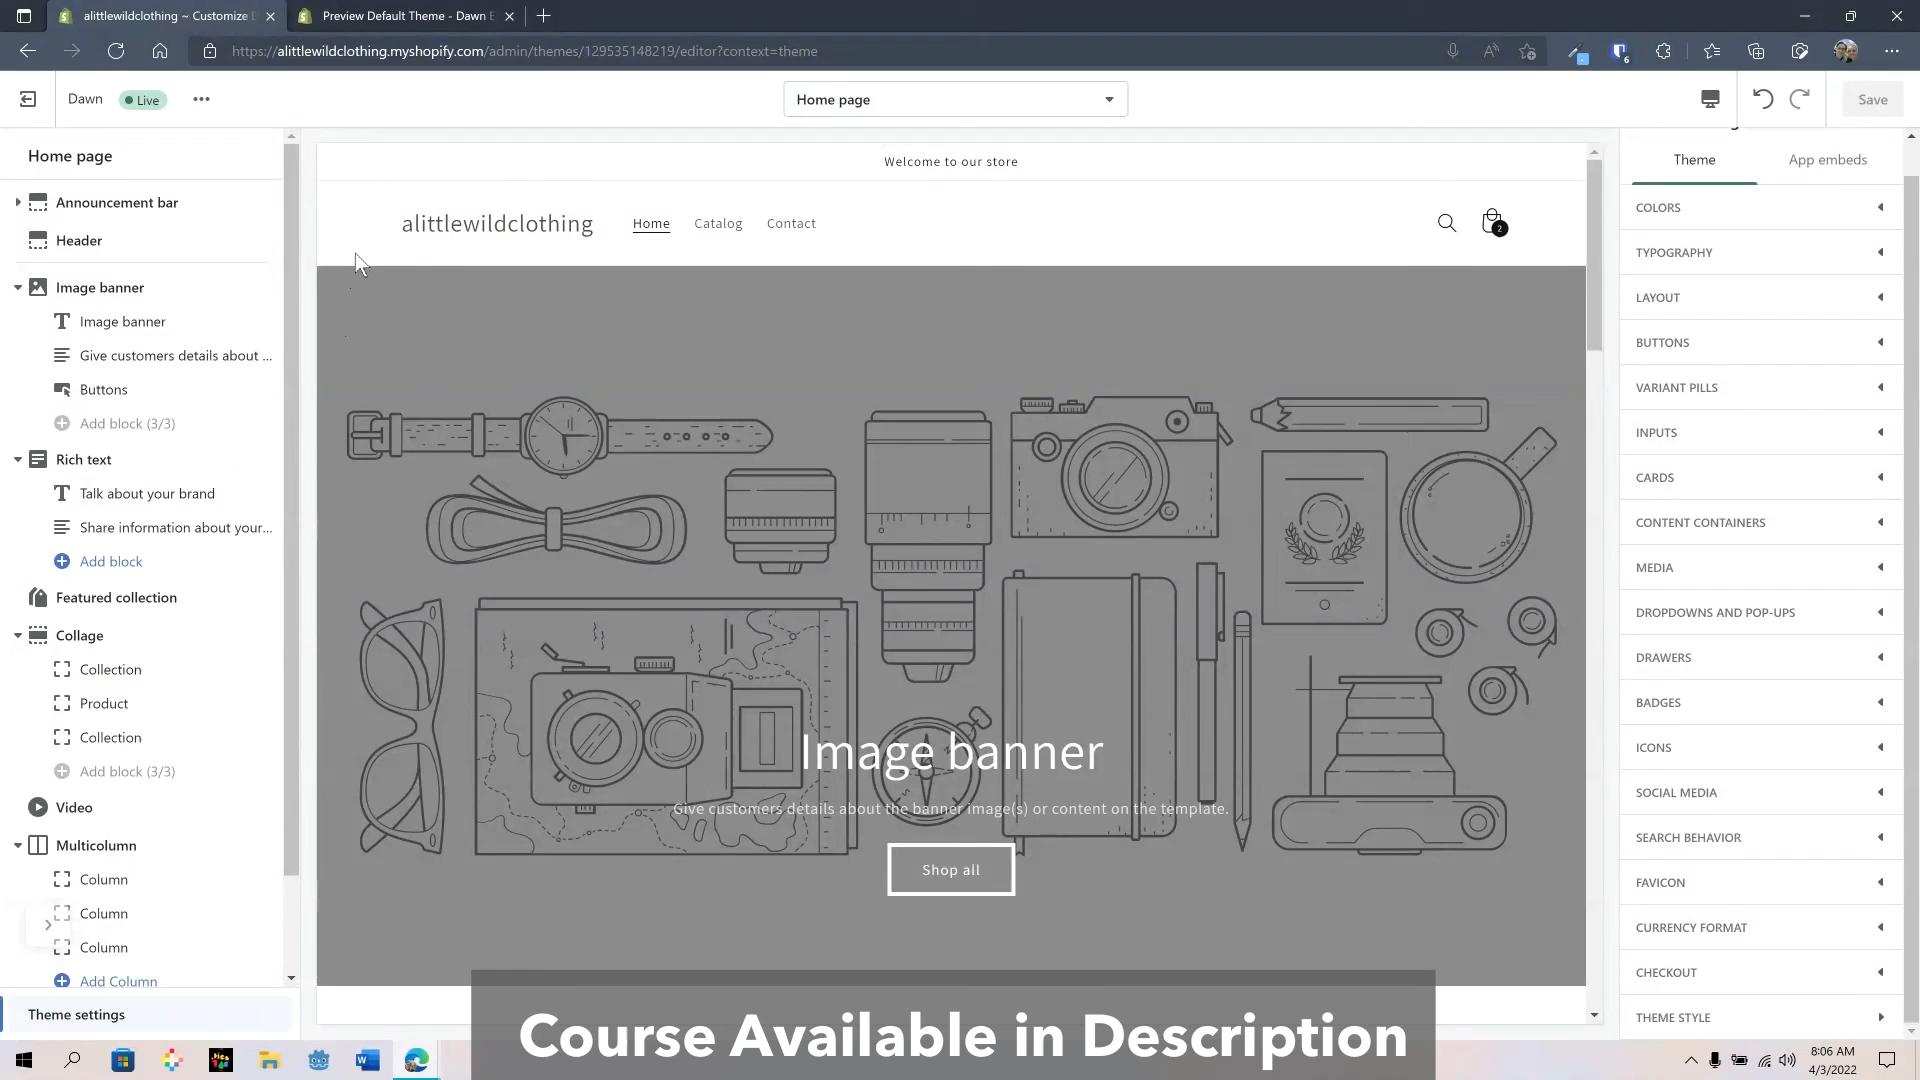 alittlewildclothing ~ Customize D
Preview Default Theme - Dawn E
https://alittlewildclothing.myshopify.com/admin/themes/129535148219/editor?context=theme
6
Dawn
Live
Home page
Save
Home page
Announcement bar
Header
Image banner
Image banner
Give customers details about ...
Buttons
Add block (3/3)
Rich text
Talk about your brand
Share information about your...
Add block
Featured collection
Collage
Collection
Product
Collection
Add block (3/3)
Video
Multicolumn
Column
Column
Column
Add Column
Theme settings
Welcome to our store
alittlewildclothing
Home
Catalog
Contact
2
Image banner
Give customers details about the banner image(s) or content on the template.
Shop all
Theme
App embeds
COLORS
TYPOGRAPHY
LAYOUT
BUTTONS
VARIANT PILLS
INPUTS
CARDS
CONTENT CONTAINERS
MEDIA
DROPDOWNS AND POP-UPS
DRAWERS
BADGES
ICONS
SOCIAL MEDIA
SEARCH BEHAVIOR
FAVICON
CURRENCY FORMAT
CHECKOUT
THEME STYLE
Course Available in Description
8:06 AM
4/3/2022